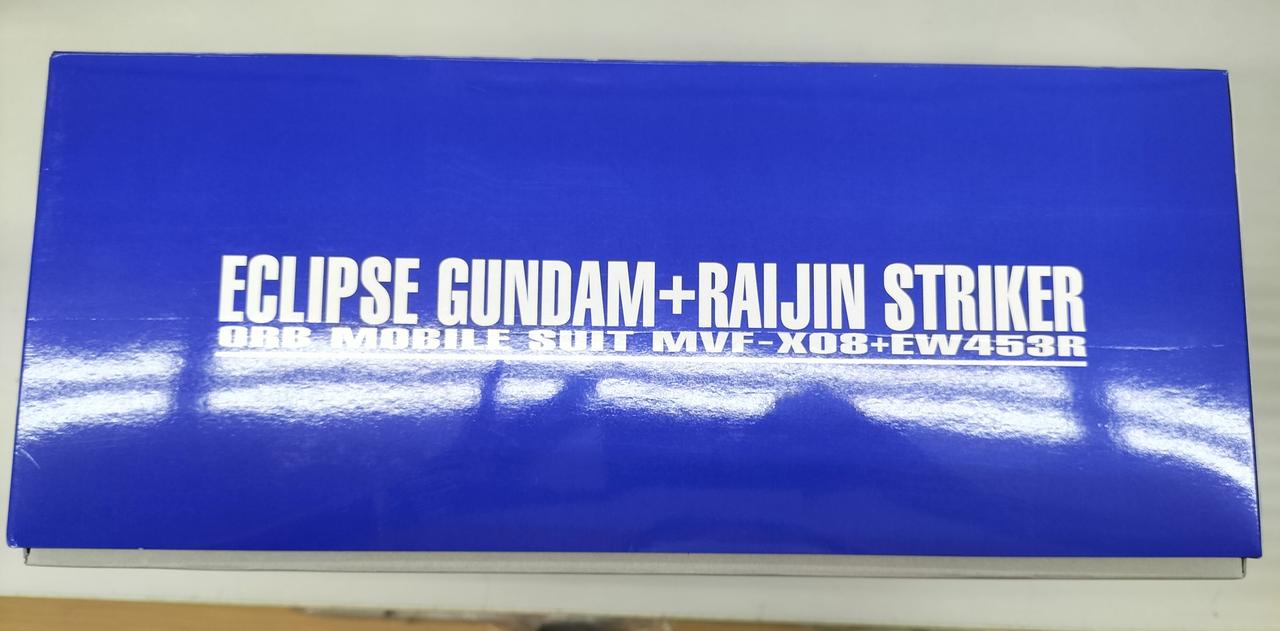 ECLIPSE GUNDAM+RAIJIN STRIKER
ORB MOBILE SUIT MVF-X08+EW453R